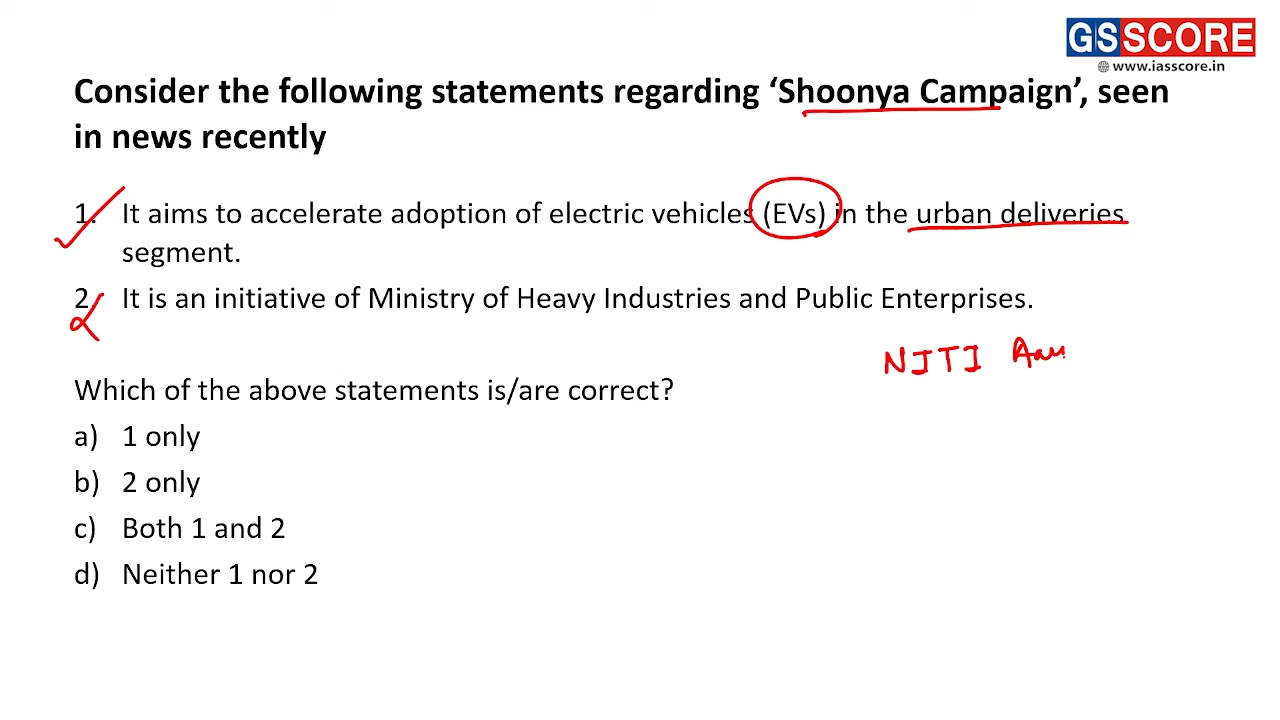 GSSCORE
www.iasscore.in
Consider the following statements regarding ‘Shoonya Campaign’, seen
in news recently
1. It aims to accelerate adoption of electric vehicles (EVs) in the urban deliveries
segment.
2. It is an initiative of Ministry of Heavy Industries and Public Enterprises.
NITI
Which of the above statements is/are correct?
a) 1 only
b) 2 only
c) Both 1 and 2
d) Neither 1 nor 2